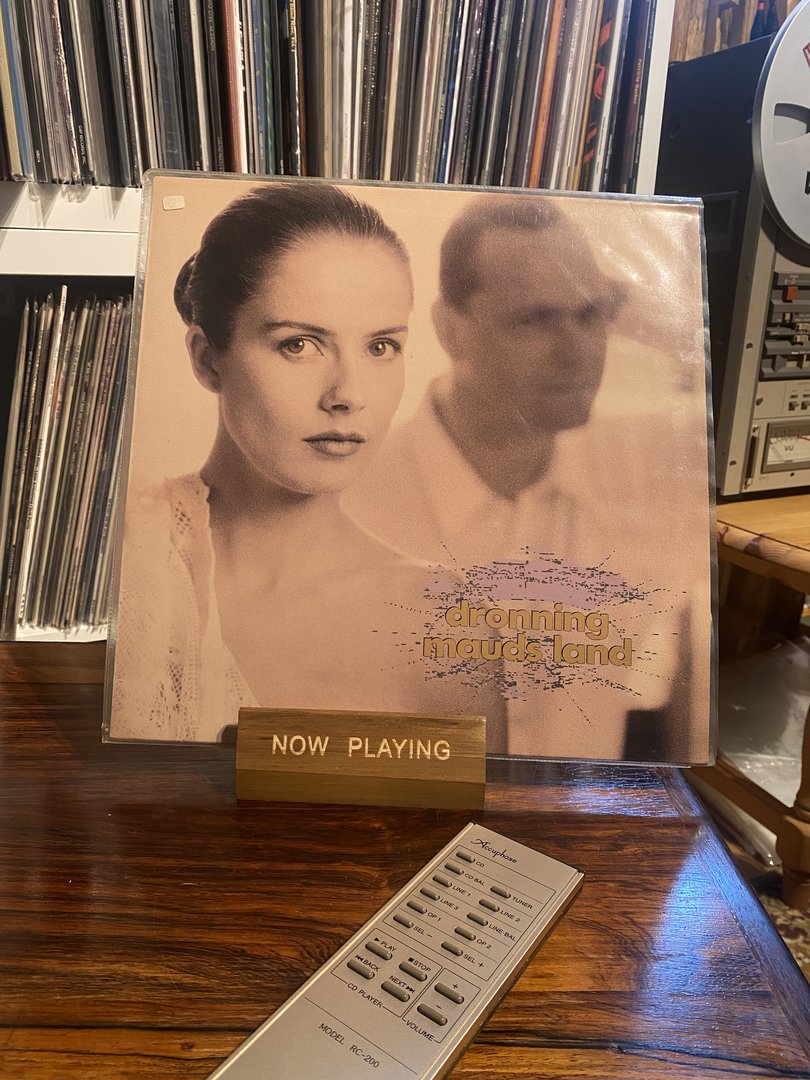 dronning
mauds land
NOW PLAYING
Accuphase
CD
CD-BAL
TUNER
LINE 1
LINE 2
LINE 3
LINE-BAL
OP 1
OP 2
SEL -
SEL +
▶ PLAY
■ STOP
⏮ BACK
NEXT ⏭
+
-
CD PLAYER
VOLUME
MODEL RC-200
VU